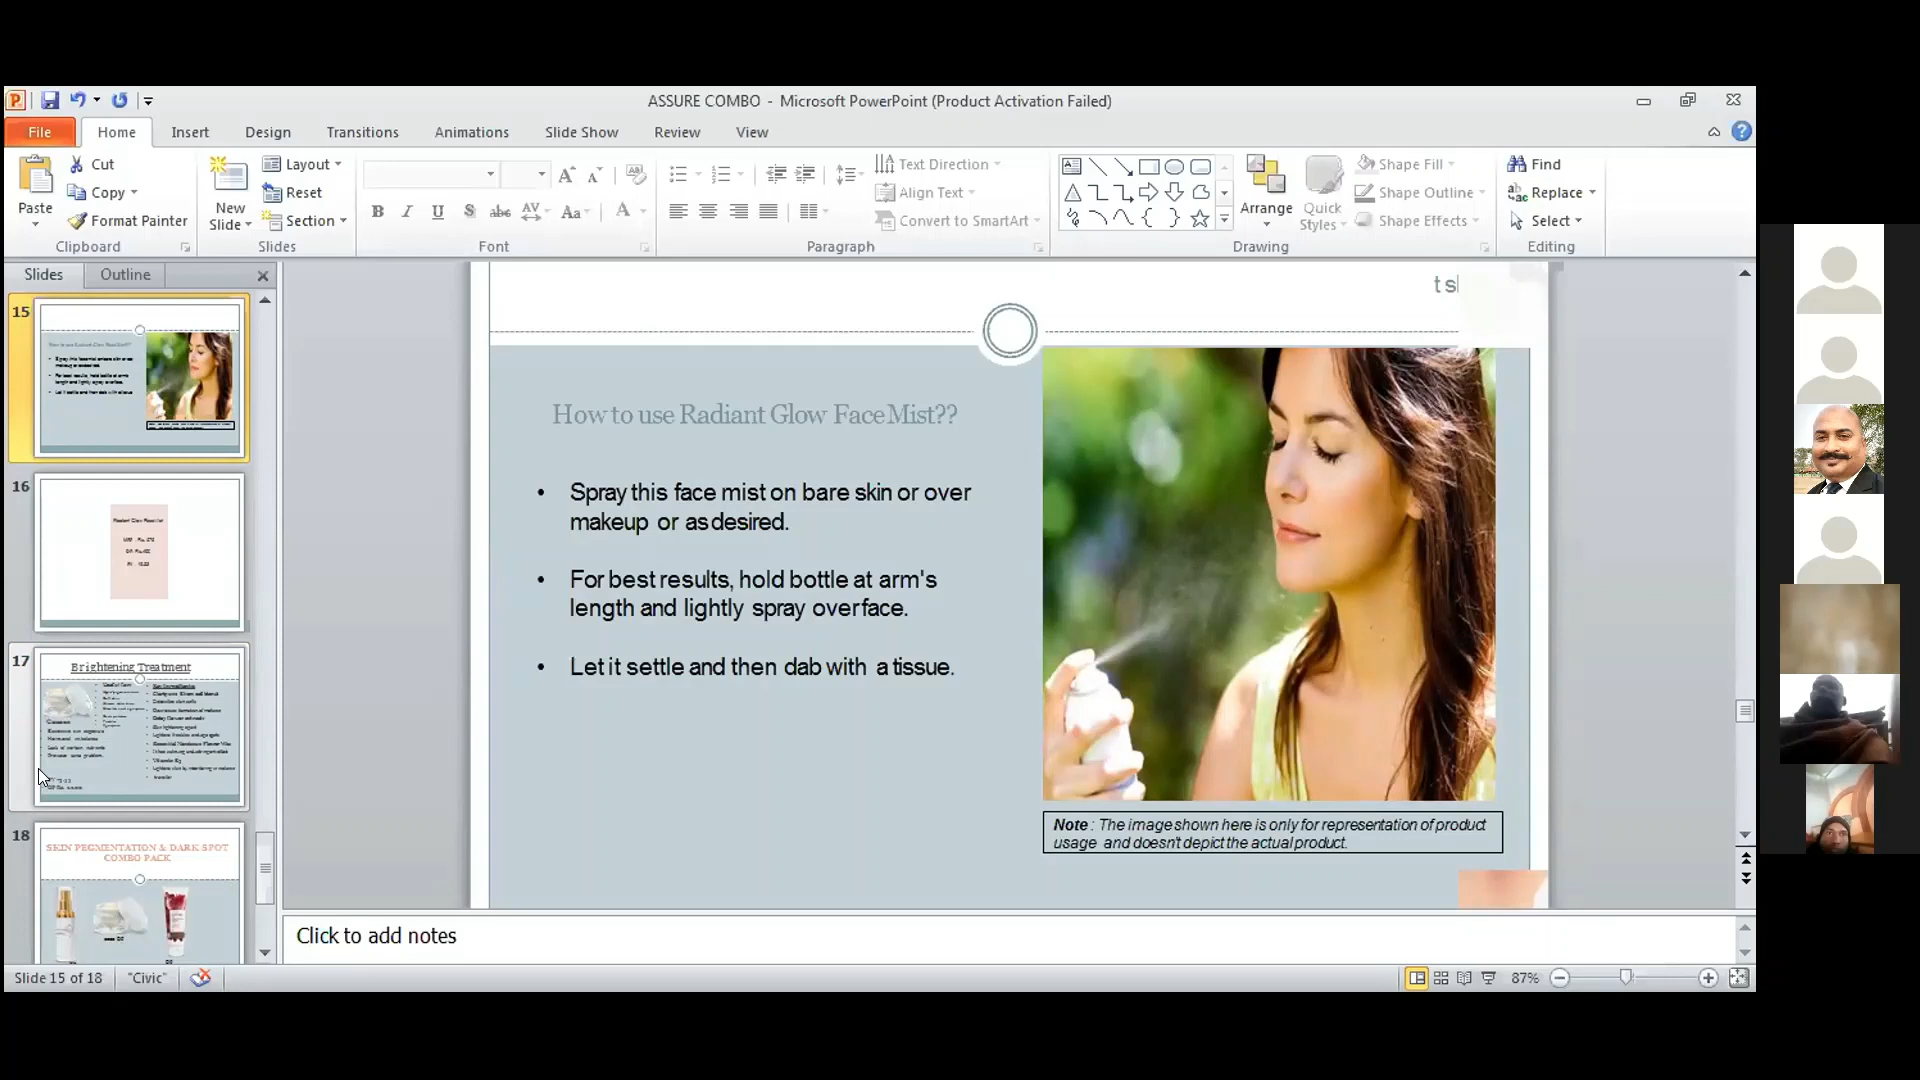 ASSURE COMBO - Microsoft PowerPoint (Product Activation Failed)
File Home Insert Design Transitions Animations Slide Show Review View
Cut
Copy
Format Painter
Paste
Clipboard
New
Slide
Layout
Reset
Section
Slides
Font
Text Direction
Align Text
Convert to SmartArt
Paragraph
Arrange
Quick
Styles
Shape Fill
Shape Outline
Shape Effects
Drawing
Find
Replace
Select
Editing
Slides Outline
15
16
17
Brightening Treatment
18
SKIN PEGMENTATION & DARK SPOT
COMBO PACK
t s
How to use Radiant Glow Face Mist??
• Spray this face mist on bare skin or over
makeup or as desired.
• For best results, hold bottle at arm's
length and lightly spray over face.
• Let it settle and then dab with a tissue.
Note : The image shown here is only for representation of product
usage and doesn't depict the actual product.
Click to add notes
Slide 15 of 18 "Civic" 87%